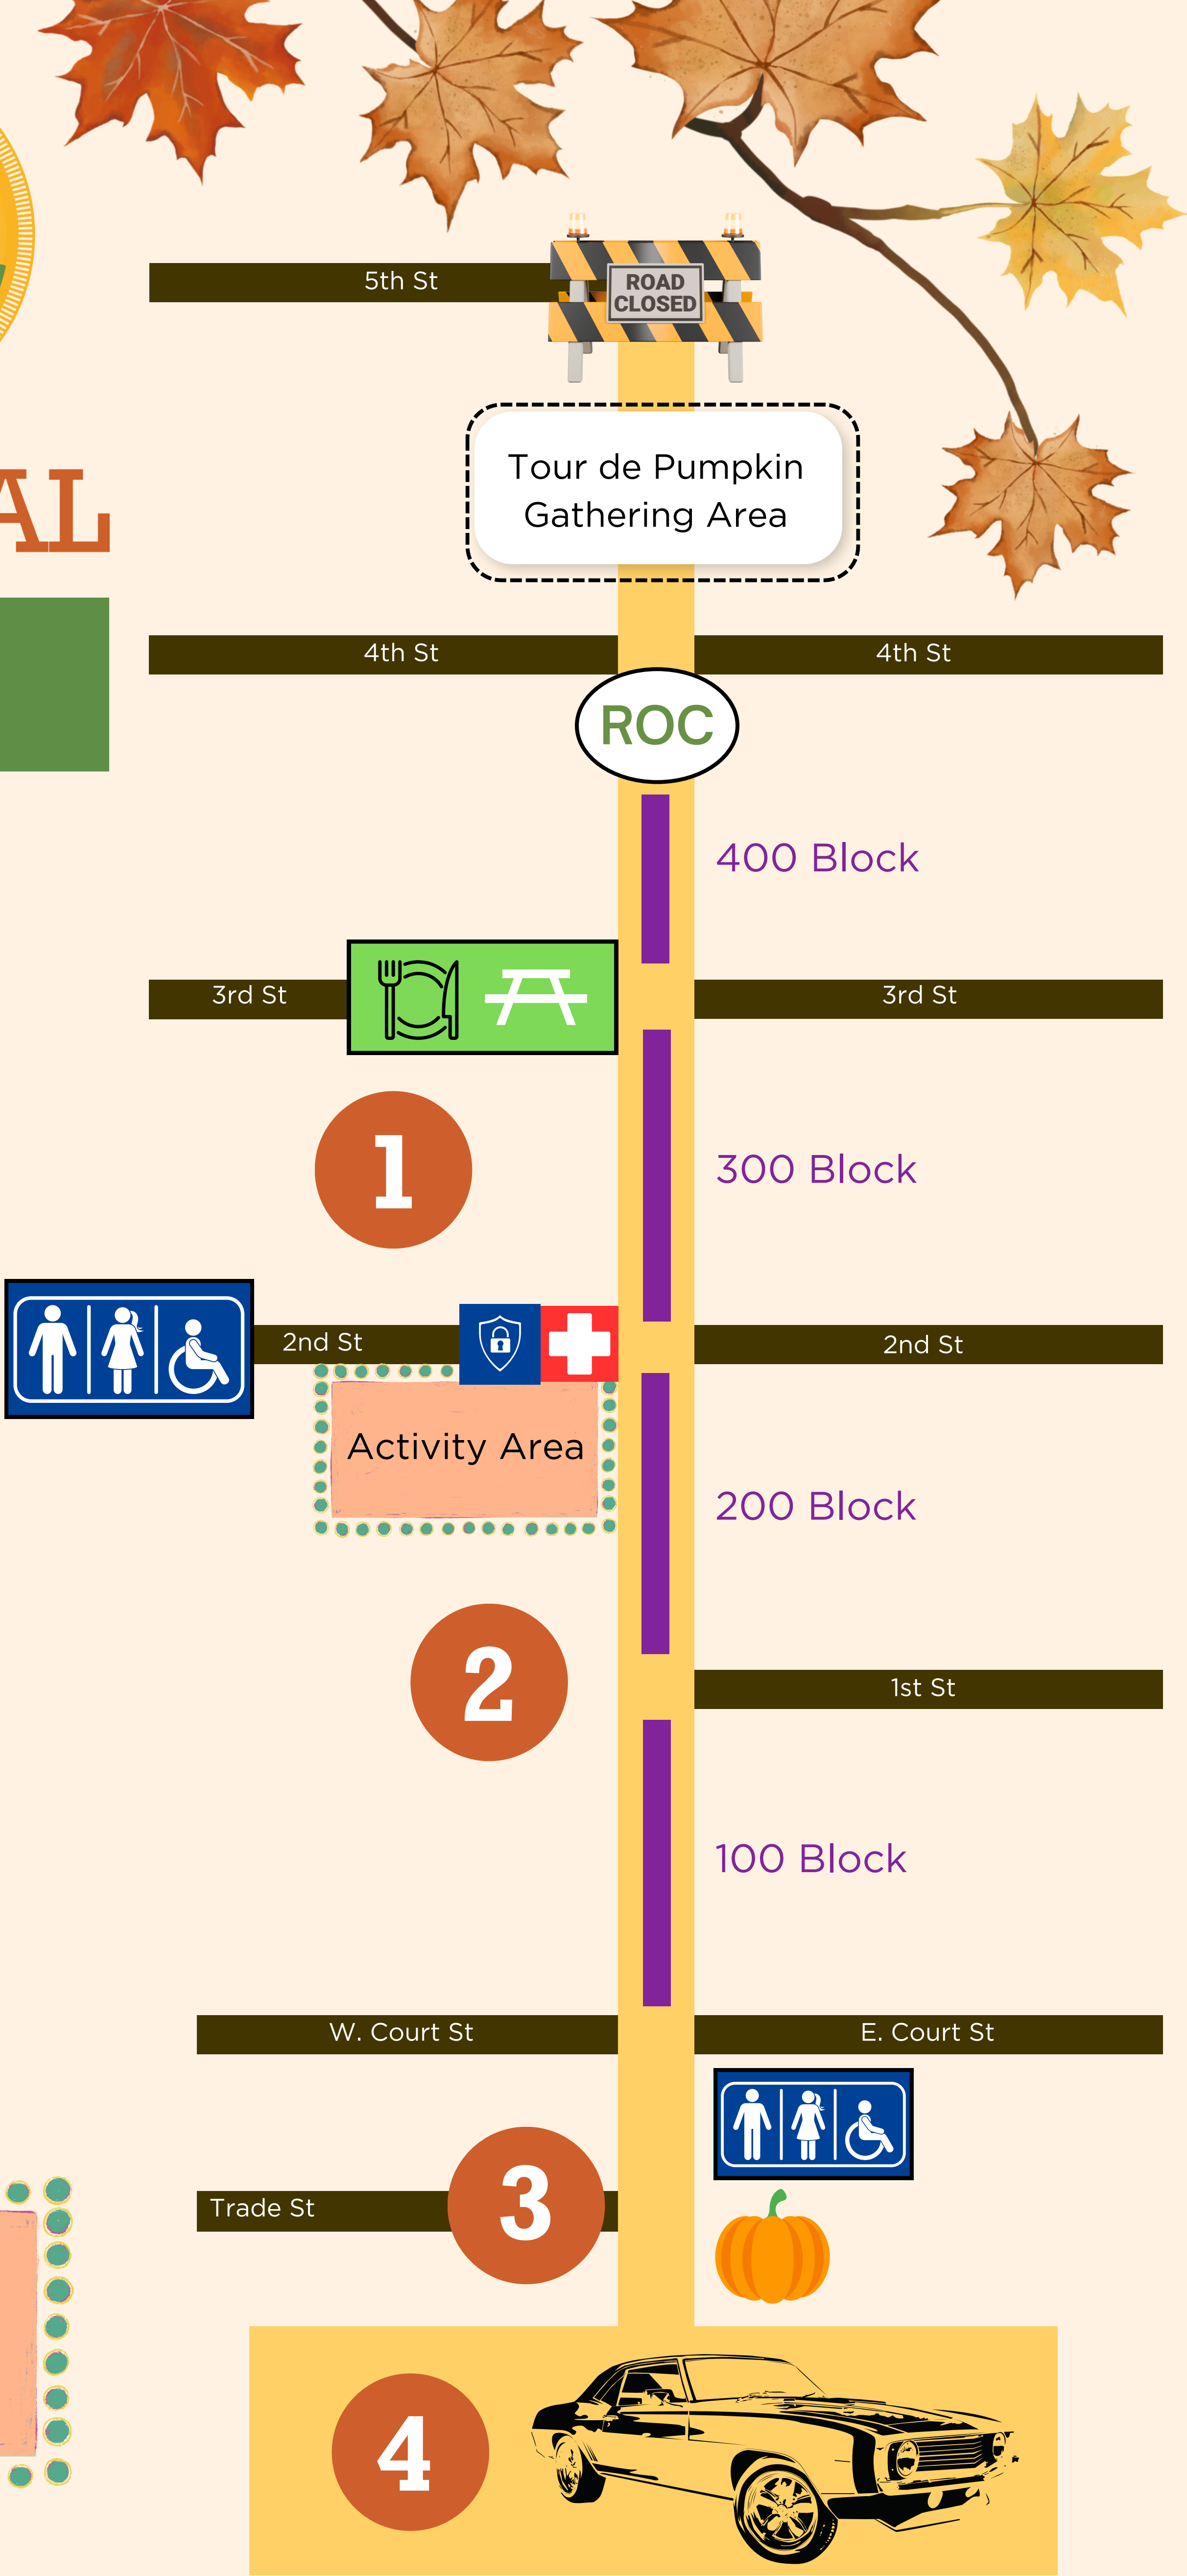 5th St
ROAD
CLOSED
Tour de Pumpkin
Gathering Area
AL
4th St
4th St
ROC
400 Block
3rd St
3rd St
1
300 Block
2nd St
2nd St
Activity Area
200 Block
2
1st St
100 Block
W. Court St
E. Court St
Trade St
3
4